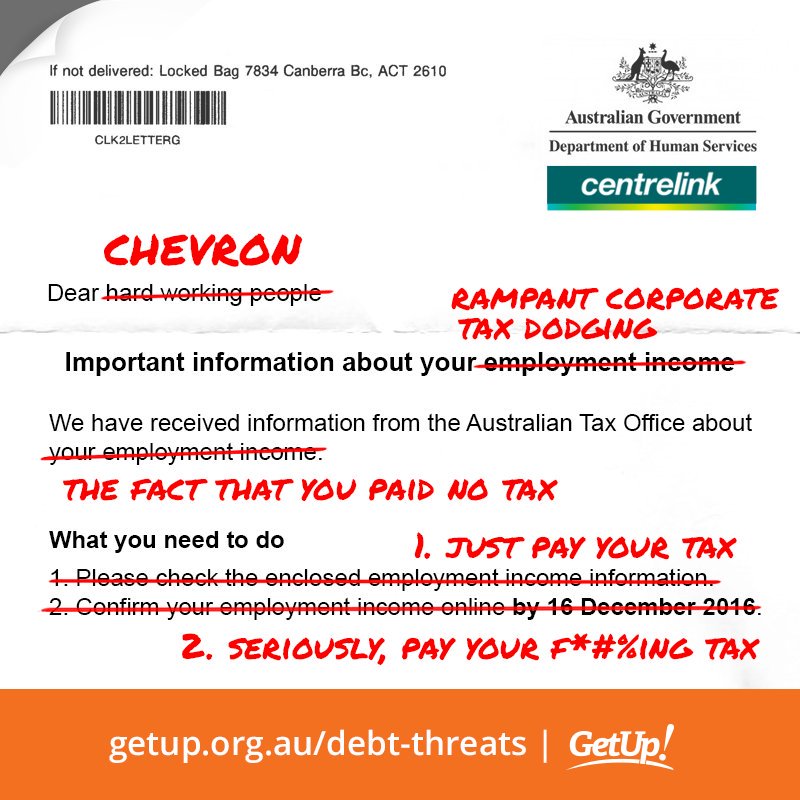 If not delivered: Locked Bag 7834 Canberra Bc, ACT 2610
CLK2LETTERG
Australian Government
Department of Human Services
centrelink
CHEVRON
Dear hard working people
RAMPANT CORPORATE
TAX DODGING
Important information about your employment income
We have received information from the Australian Tax Office about
your employment income.
THE FACT THAT YOU PAID NO TAX
What you need to do
1. JUST PAY YOUR TAX
1. Please check the enclosed employment income information.
2. Confirm your employment income online by 16 December 2016.
2. SERIOUSLY, PAY YOUR F*#%ING TAX
getup.org.au/debt-threats | GetUp!